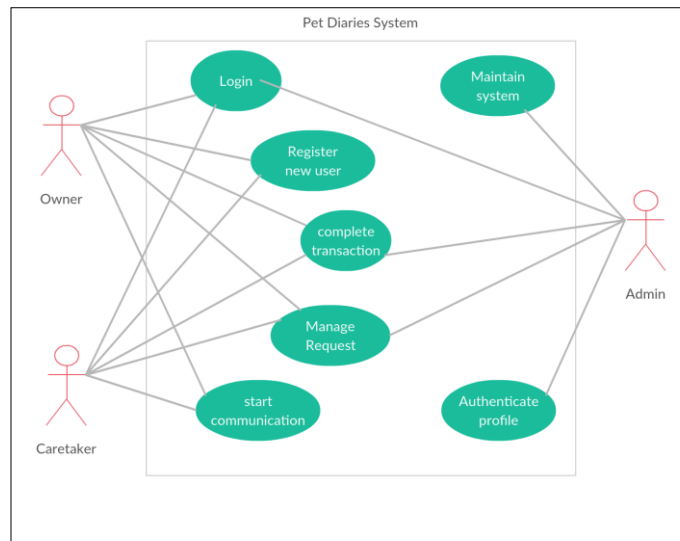 Pet Diaries System
Login
Maintain
system
Register
new user
Owner
complete
transaction
Admin
Manage
Request
start
communication
Authenticate
profile
Caretaker